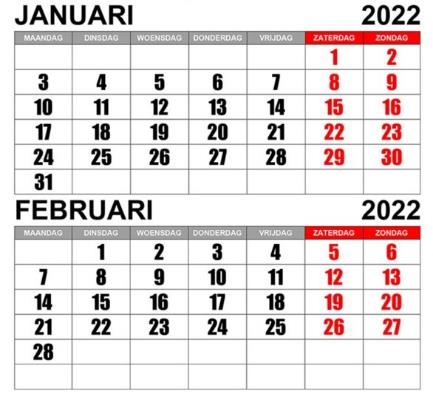 JANUARI 2022
MAANDAG DINSDAG WOENSDAG DONDERDAG VRIJDAG ZATERDAG ZONDAG
1 2
3 4 5 6 7 8 9
10 11 12 13 14 15 16
17 18 19 20 21 22 23
24 25 26 27 28 29 30
31
FEBRUARI 2022
MAANDAG DINSDAG WOENSDAG DONDERDAG VRIJDAG ZATERDAG ZONDAG
1 2 3 4 5 6
7 8 9 10 11 12 13
14 15 16 17 18 19 20
21 22 23 24 25 26 27
28